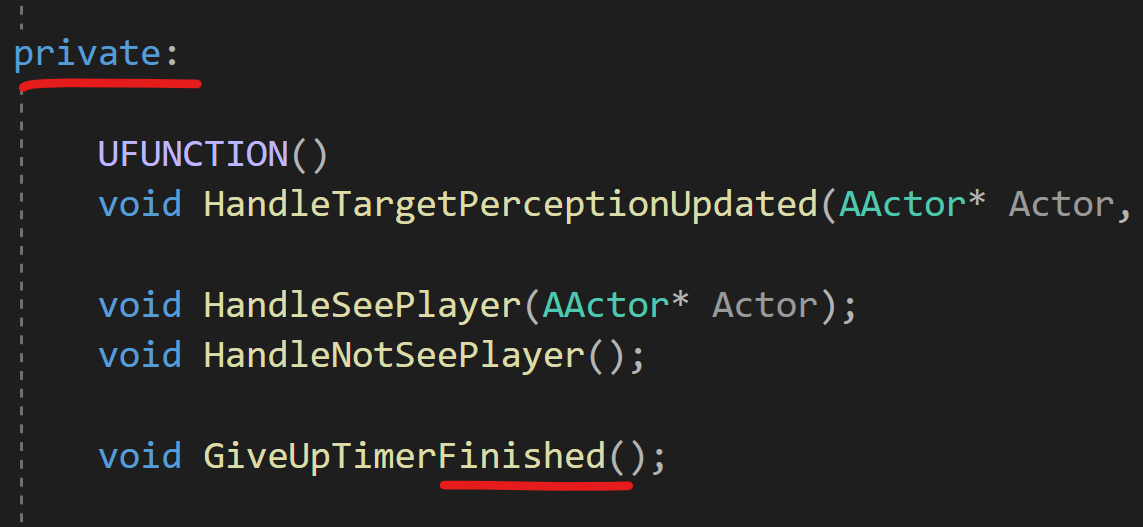 private:
UFUNCTION()
void HandleTargetPerceptionUpdated(AActor* Actor,
void HandleSeePlayer(AActor* Actor);
void HandleNotSeePlayer();
void GiveUpTimerFinished();